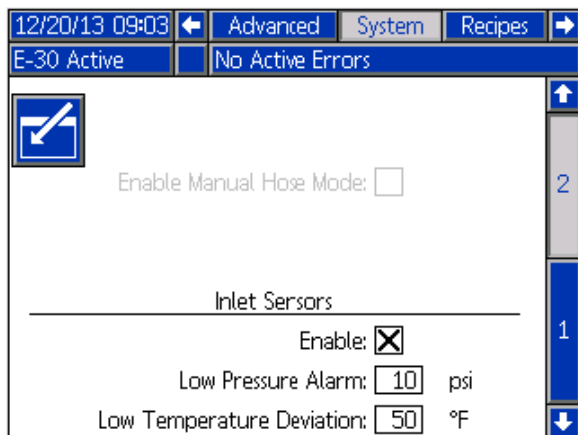 12/20/13 09:03 Advanced System Recipes
E-30 Active No Active Errors
Enable Manual Hose Mode:
2
Inlet Sersors
Enable:
1
Low Pressure Alarm: 10 psi
Low Temperature Deviation: 50 °F